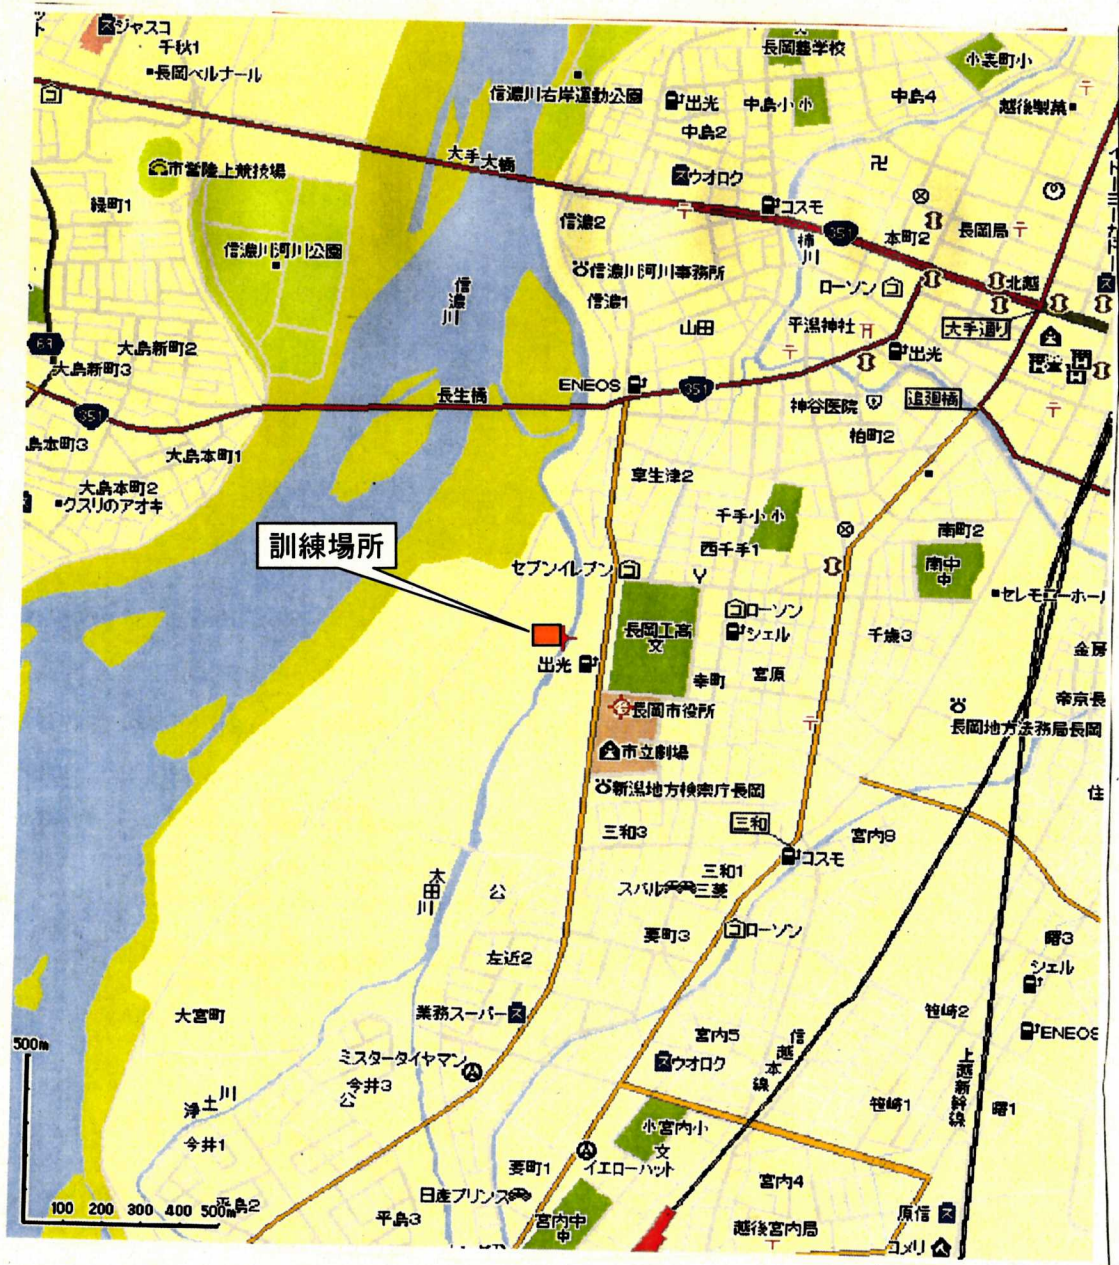 ジャスコ
千秋1
長岡ベルナール
長岡聾学校
小表町小
信濃川右岸運動公園
出光
中島小 小
中島4
越後製菓
中島2
大手大橋
市営陸上競技場
ウオロク
コスモ
緑町1
信濃2
351
本町2
長岡局
信濃川河川公園
柿川
信濃川河川事務所
信濃川
信濃1
ローソン
北越
山田
平潟神社
大手通り
63
大島新町2
大島新町3
出光
ENEOS
351
長生橋
351
神谷医院
追廻橋
島本町3
大島本町1
柏町2
大島本町2
クスリのアオキ
草生津2
千手小 小
南町2
訓練場所
西千手1
セブンイレブン
南中
中
セレモニーホー
ローソン
長岡工高
文
シェル
千歳3
金房
出光
幸町
宮原
帝京長
長岡市役所
長岡地方法務局長岡
市立劇場
新潟地方検察庁長岡
住
三和3
三和
宮内8
コスモ
太田川
公
三和1
スバル
三菱
要町3
ローソン
曙3
左近2
シェル
大宮町
業務スーパー
笹崎2
500m
宮内5
信越本線
ENEOS
ミスタータイヤマン
ウオロク
上越新幹線
今井3
公
浄土川
笹崎1
曙1
小宮内小
今井1
文
要町1
イエローハット
宮内4
日産プリンス
100 200 300 400 500m
平島2
平島3
宮内中
中
越後宮内局
原信
コメリ